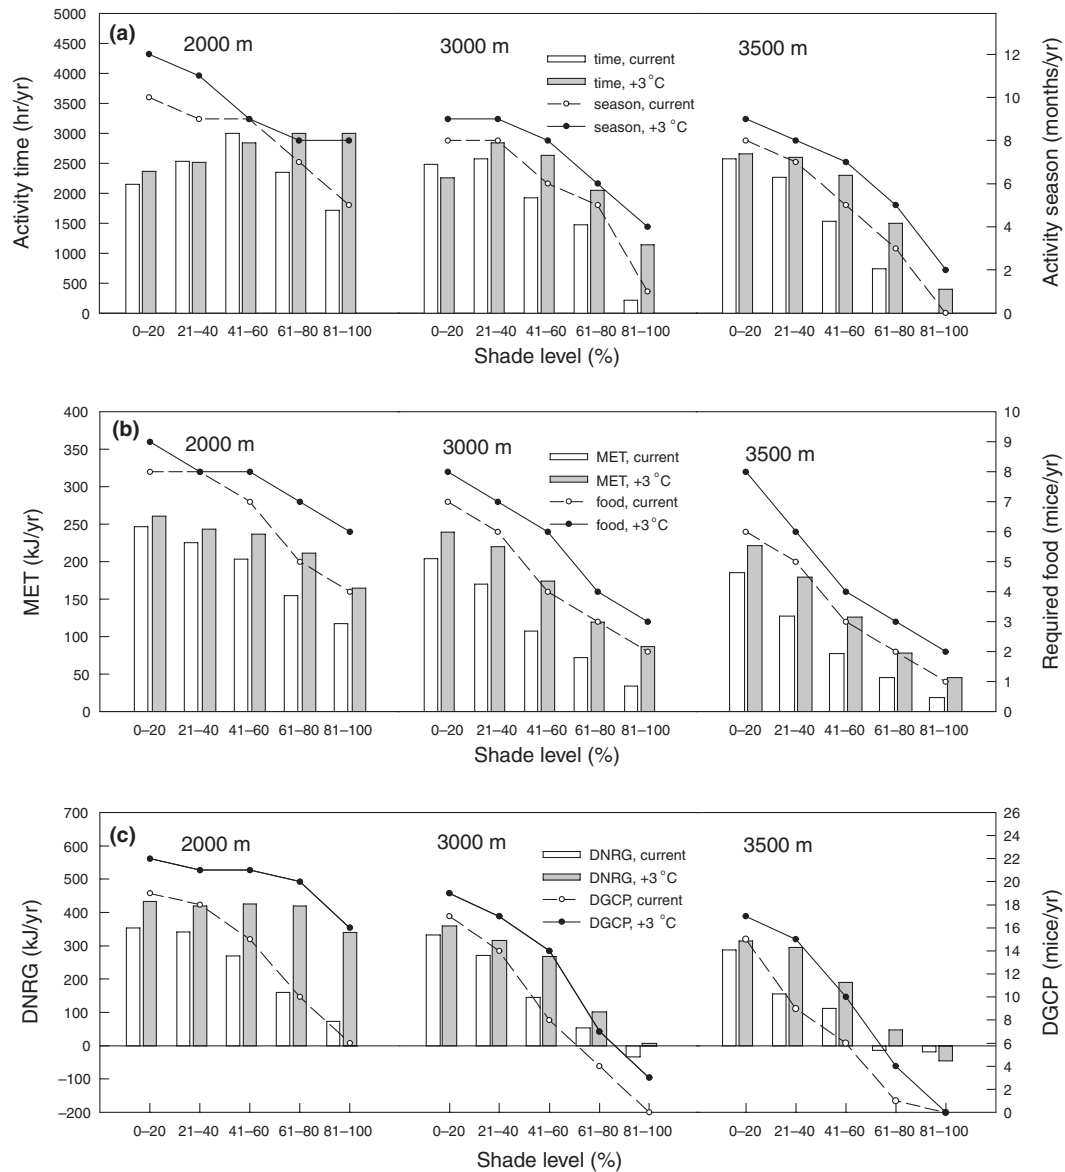 (a)
2000 m
3000 m
3500 m
time, current
time, +3 °C
season, current
season, +3 °C
Activity time (hr/yr)
5000
4500
4000
3500
3000
2500
2000
1500
1000
500
0
Activity season (months/yr)
12
10
8
6
4
2
0
0–20 21–40 41–60 61–80 81–100 0–20 21–40 41–60 61–80 81–100 0–20 21–40 41–60 61–80 81–100
Shade level (%)
(b)
2000 m
3000 m
3500 m
MET, current
MET, +3 °C
food, current
food, +3°C
MET (kJ/yr)
400
350
300
250
200
150
100
50
0
Required food (mice/yr)
10
9
8
7
6
5
4
3
2
1
0
0–20 21–40 41–60 61–80 81–100 0–20 21–40 41–60 61–80 81–100 0–20 21–40 41–60 61–80 81–100
Shade level (%)
(c)
2000 m
3000 m
3500 m
DNRG, current
DNRG, +3 °C
DGCP, current
DGCP, +3 °C
DNRG (kJ/yr)
700
600
500
400
300
200
100
0
−100
−200
DGCP (mice/yr)
26
24
22
20
18
16
14
12
10
8
6
4
2
0
0–20 21–40 41–60 61–80 81–100 0–20 21–40 41–60 61–80 81–100 0–20 21–40 41–60 61–80 81–100
Shade level (%)